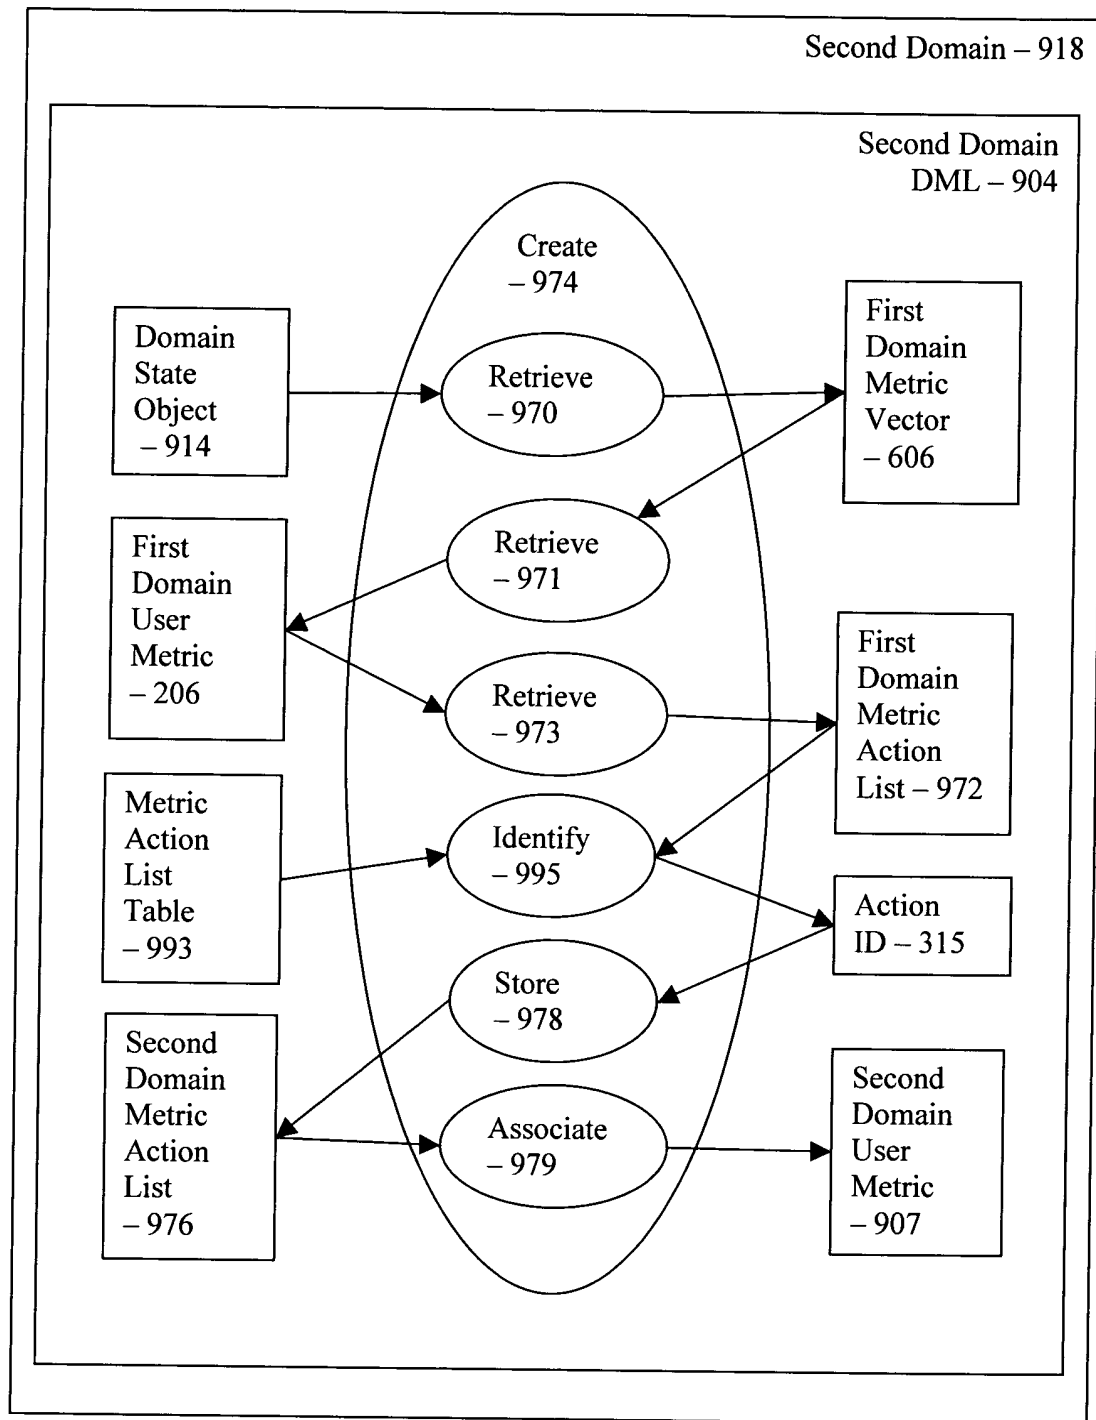 Second Domain – 918
Second Domain
DML – 904
Create
– 974
Domain
State
Object
– 914
Retrieve
– 970
First
Domain
Metric
Vector
– 606
First
Domain
User
Metric
– 206
Retrieve
– 971
Retrieve
– 973
First
Domain
Metric
Action
List – 972
Metric
Action
List
Table
– 993
Identify
– 995
Action
ID – 315
Store
– 978
Second
Domain
Metric
Action
List
– 976
Associate
– 979
Second
Domain
User
Metric
– 907